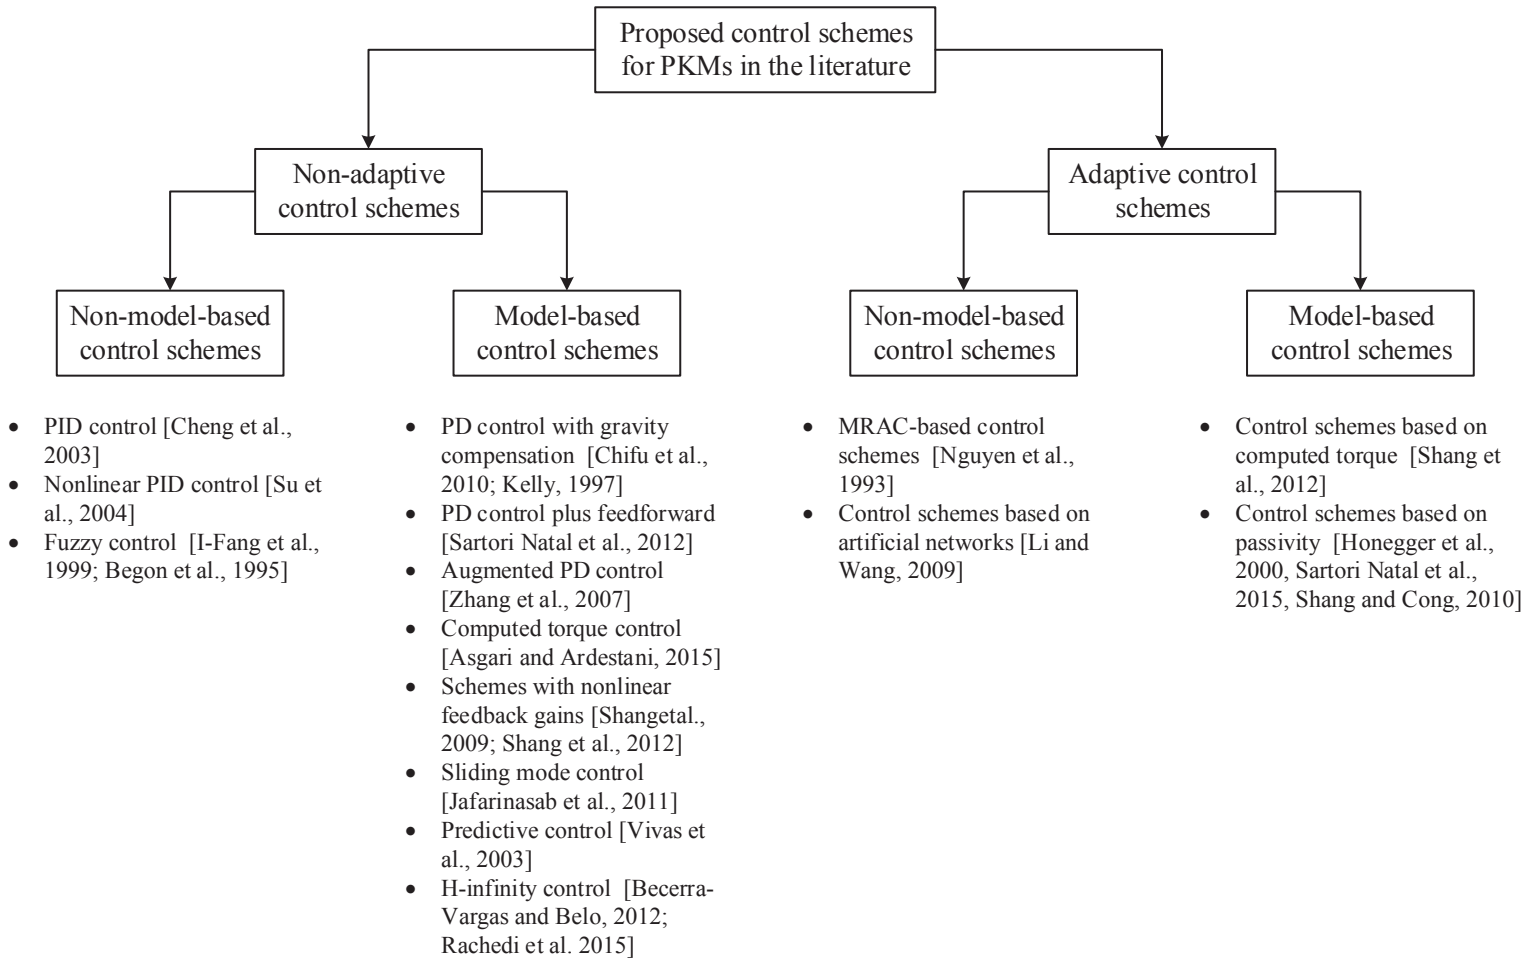 Proposed control schemes
for PKMs in the literature
Non-adaptive
control schemes
Adaptive control
schemes
Non-model-based
control schemes
Model-based
control schemes
Non-model-based
control schemes
Model-based
control schemes
• PID control [Cheng et al.,
2003]
• Nonlinear PID control [Su et
al., 2004]
• Fuzzy control [I-Fang et al.,
1999; Begon et al., 1995]
• PD control with gravity
compensation [Chifu et al.,
2010; Kelly, 1997]
• PD control plus feedforward
[Sartori Natal et al., 2012]
• Augmented PD control
[Zhang et al., 2007]
• Computed torque control
[Asgari and Ardestani, 2015]
• Schemes with nonlinear
feedback gains [Shangetal.,
2009; Shang et al., 2012]
• Sliding mode control
[Jafarinasab et al., 2011]
• Predictive control [Vivas et
al., 2003]
• H-infinity control [Becerra-
Vargas and Belo, 2012;
Rachedi et al. 2015]
• MRAC-based control
schemes [Nguyen et al.,
1993]
• Control schemes based on
artificial networks [Li and
Wang, 2009]
• Control schemes based on
computed torque [Shang et
al., 2012]
• Control schemes based on
passivity [Honegger et al.,
2000, Sartori Natal et al.,
2015, Shang and Cong, 2010]